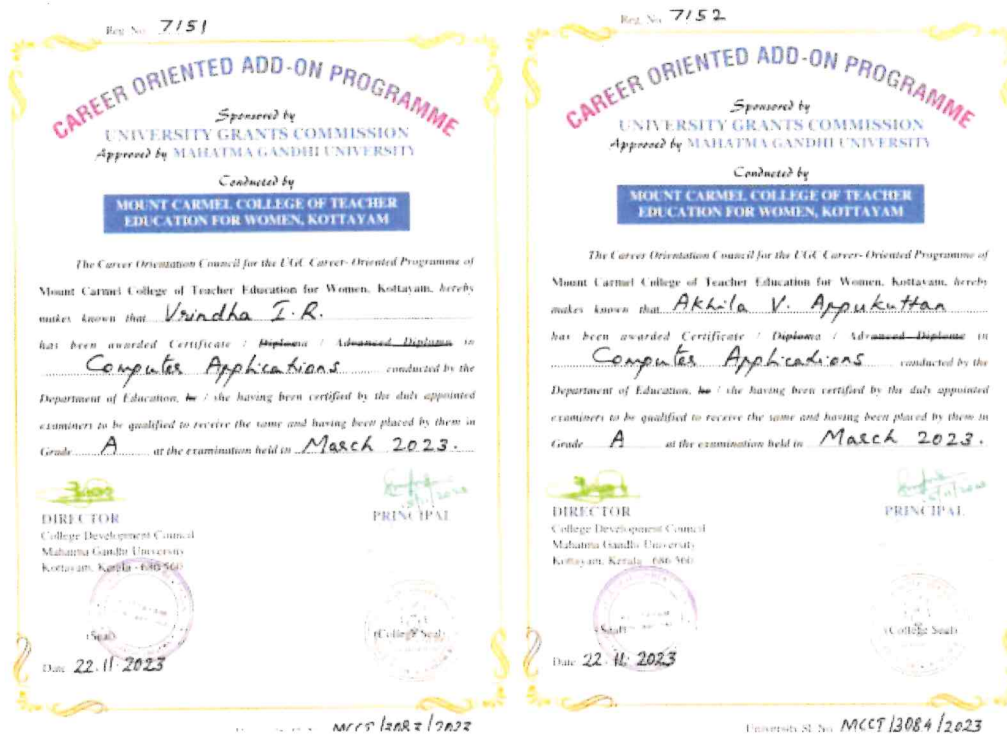 Reg. No. 7151
CAREER ORIENTED ADD-ON PROGRAMME
Sponsored by
UNIVERSITY GRANTS COMMISSION
Approved by MAHATMA GANDHI UNIVERSITY
Conducted by
MOUNT CARMEL COLLEGE OF TEACHER
EDUCATION FOR WOMEN, KOTTAYAM
The Career Orientation Council for the UGC Career- Oriented Programme of
Mount Carmel College of Teacher Education for Women, Kottayam, hereby
makes known that Vrindha I.R.
has been awarded Certificate / Diploma / Advanced Diploma in
Computer Applications conducted by the
Department of Education, he / she having been certified by the duly appointed
examiners to be qualified to receive the same and having been placed by them in
Grade A at the examination held in March 2023.
DIRECTOR
College Development Council
Mahatma Gandhi University
Kottayam, Kerala - 686 560
PRINCIPAL
(Seal)
(College Seal)
Date 22.11.2023
Reg. No. 7152
CAREER ORIENTED ADD-ON PROGRAMME
Sponsored by
UNIVERSITY GRANTS COMMISSION
Approved by MAHATMA GANDHI UNIVERSITY
Conducted by
MOUNT CARMEL COLLEGE OF TEACHER
EDUCATION FOR WOMEN, KOTTAYAM
The Career Orientation Council for the UGC Career- Oriented Programme of
Mount Carmel College of Teacher Education for Women, Kottayam, hereby
makes known that Akhila V. Appukuttan
has been awarded Certificate / Diploma / Advanced Diploma in
Computer Applications conducted by the
Department of Education, he / she having been certified by the duly appointed
examiners to be qualified to receive the same and having been placed by them in
Grade A at the examination held in March 2023.
DIRECTOR
College Development Council
Mahatma Gandhi University
Kottayam, Kerala - 686 560
PRINCIPAL
(Seal)
(College Seal)
Date 22.11.2023
University Sl. No. MCCT/3084/2023